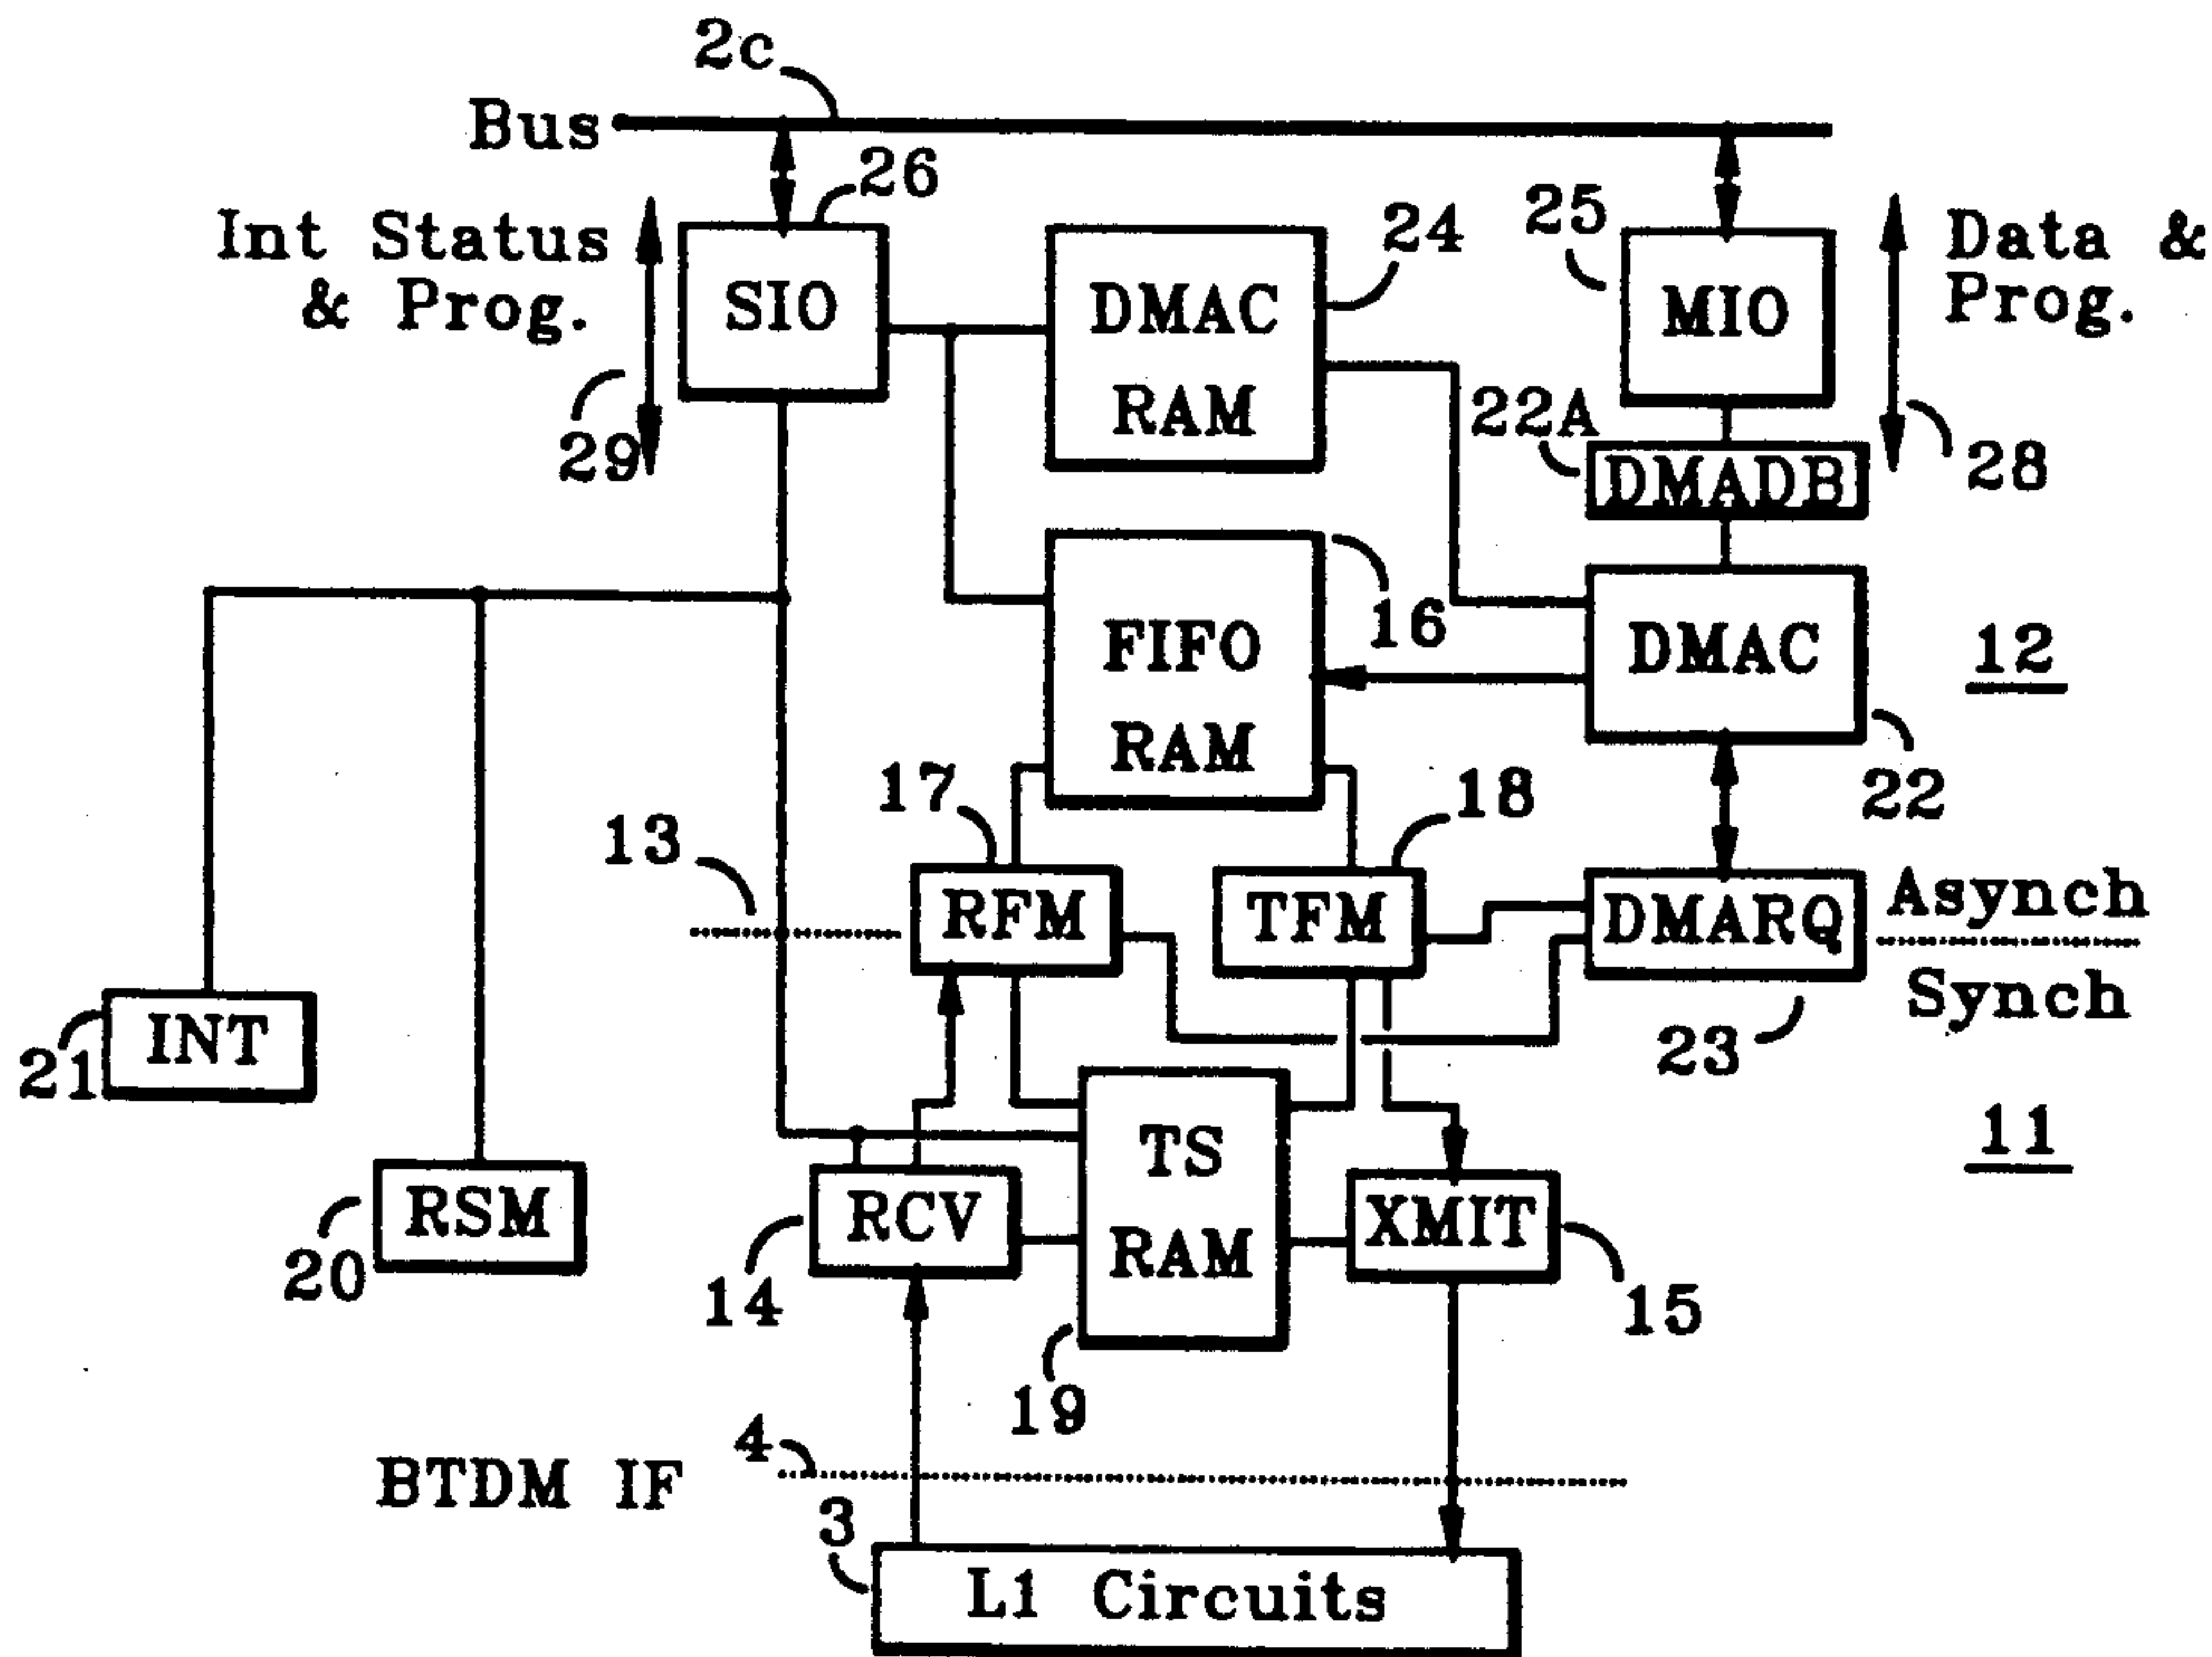 2c
Bus
26
Int Status
& Prog.
SIO
29
DMAC
RAM
24
25
MIO
Data &
Prog.
28
22A
DMADB
FIFO
RAM
16
DMAC
12
22
17
18
13
RFM
TFM
DMARQ
Asynch
Synch
23
11
INT
21
RSM
20
RCV
14
TS
RAM
19
XMIT
15
BTDM IF
4
3
L1 Circuits